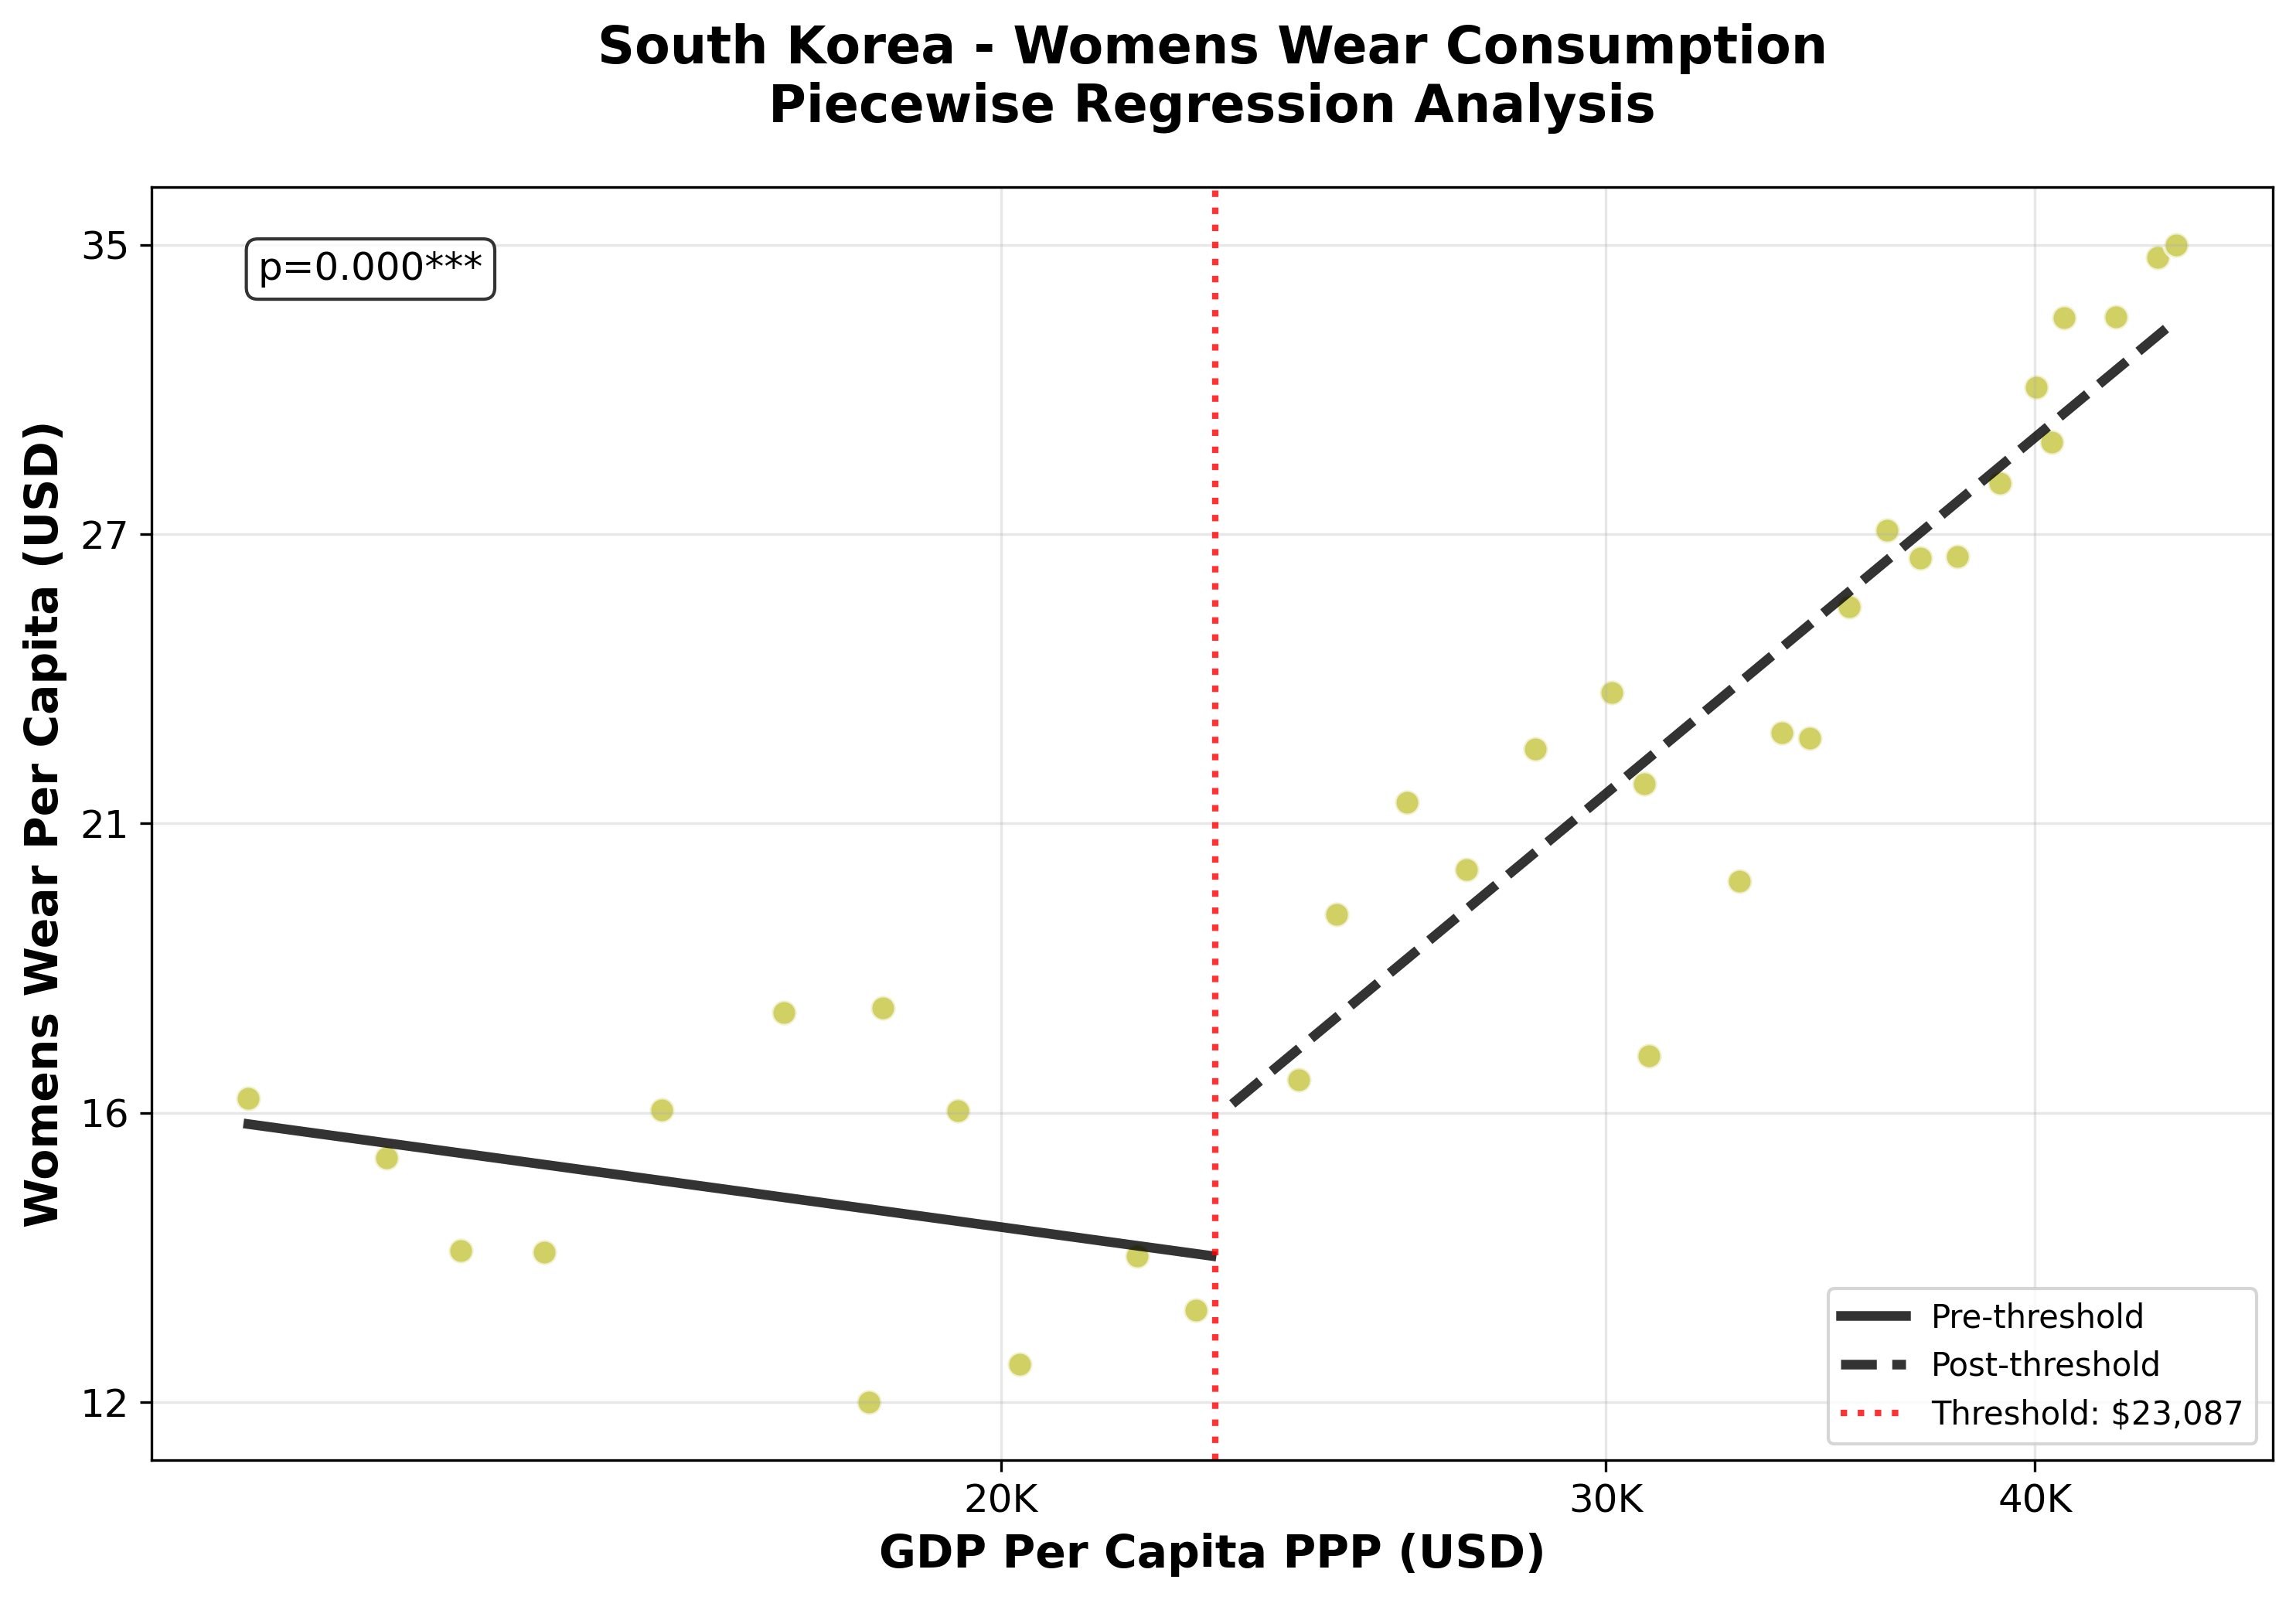 South Korea - Womens Wear Consumption
Piecewise Regression Analysis
p=0.000***
Womens Wear Per Capita (USD)
35
27
21
16
12
20K
30K
40K
GDP Per Capita PPP (USD)
Pre-threshold
Post-threshold
Threshold: $23,087